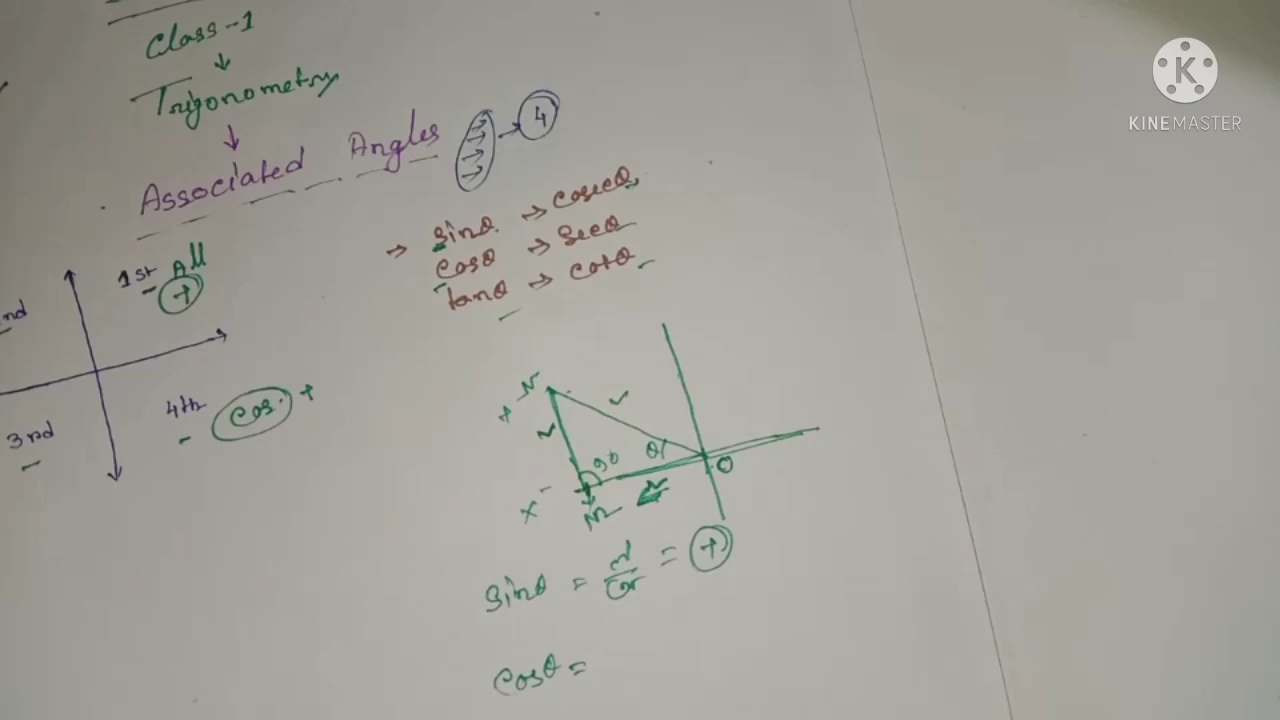 Class-1
↓
Trigonometry
↓
Associated Angles → 4
→ Sinθ → Cosecθ
Cosθ → Secθ
tanθ → Cotθ
1st All
+
nd
4th Cos +
3rd
+
90 θ
O
X -
Sinθ = = +
Cosθ =
K
KINEMASTER